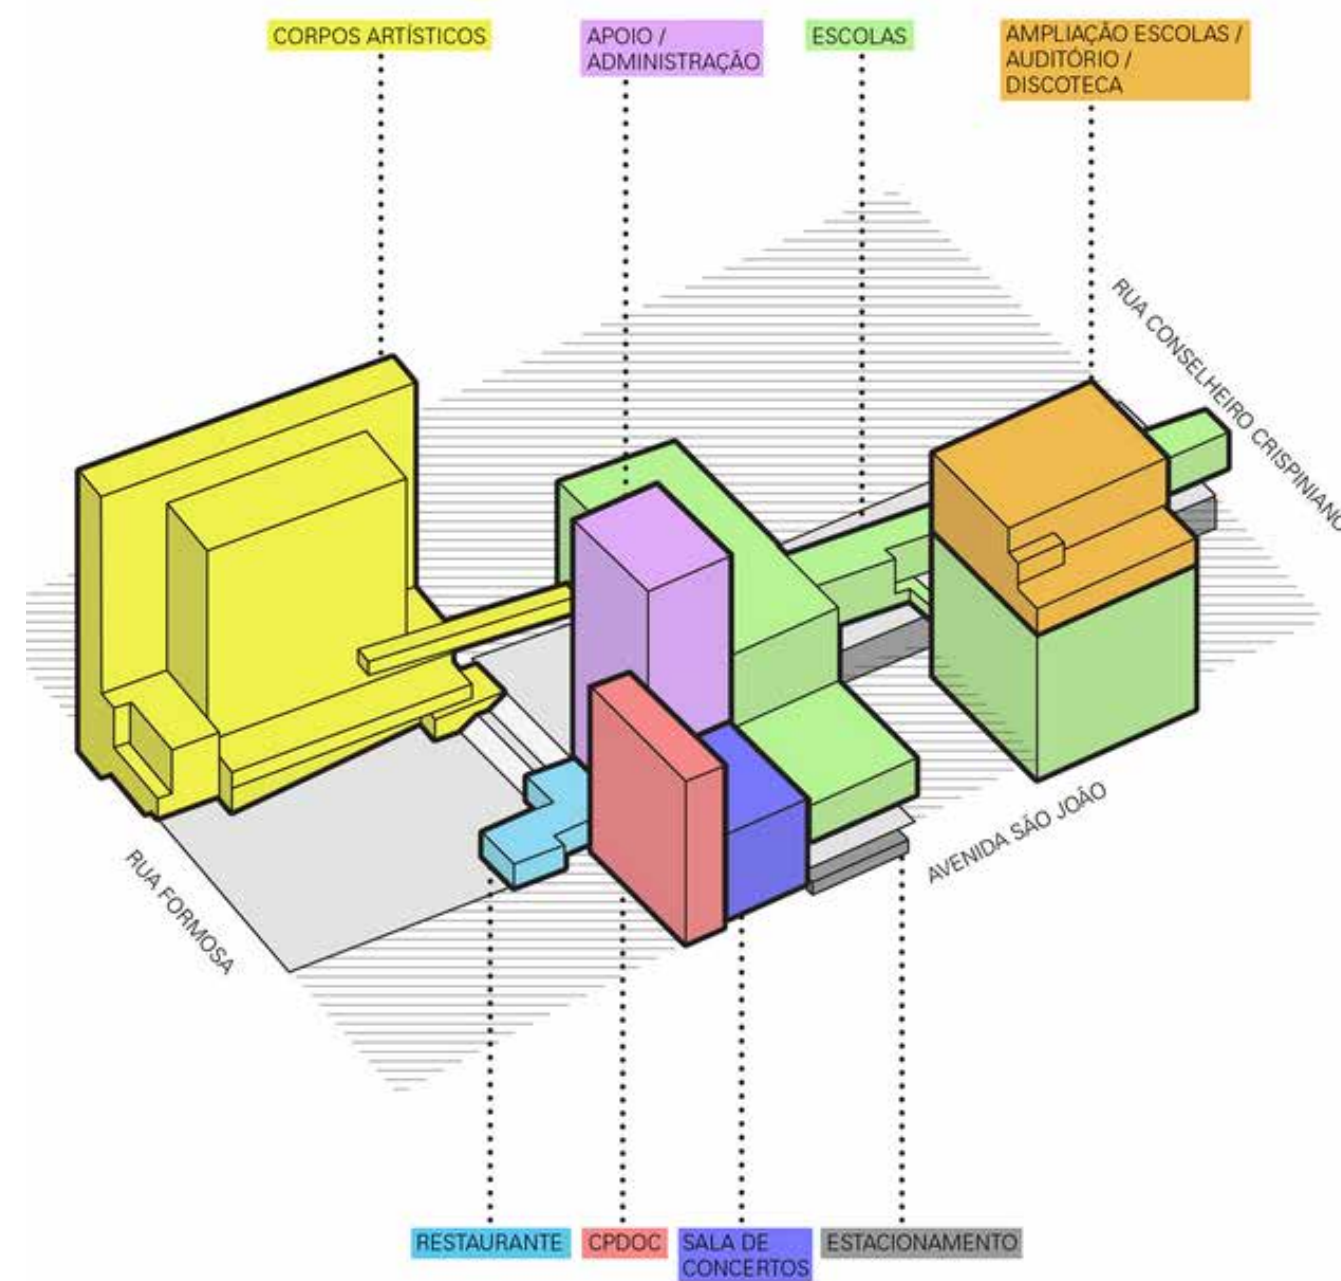 CORPOS ARTÍSTICOS
APOIO /
ADMINISTRAÇÃO
ESCOLAS
AMPLIAÇÃO ESCOLAS /
AUDITÓRIO /
DISCOTECA
RUA CONSELHEIRO CRISPINIANO
AVENIDA SÃO JOÃO
RUA FORMOSA
RESTAURANTE
CPDOC
SALA DE
CONCERTOS
ESTACIONAMENTO